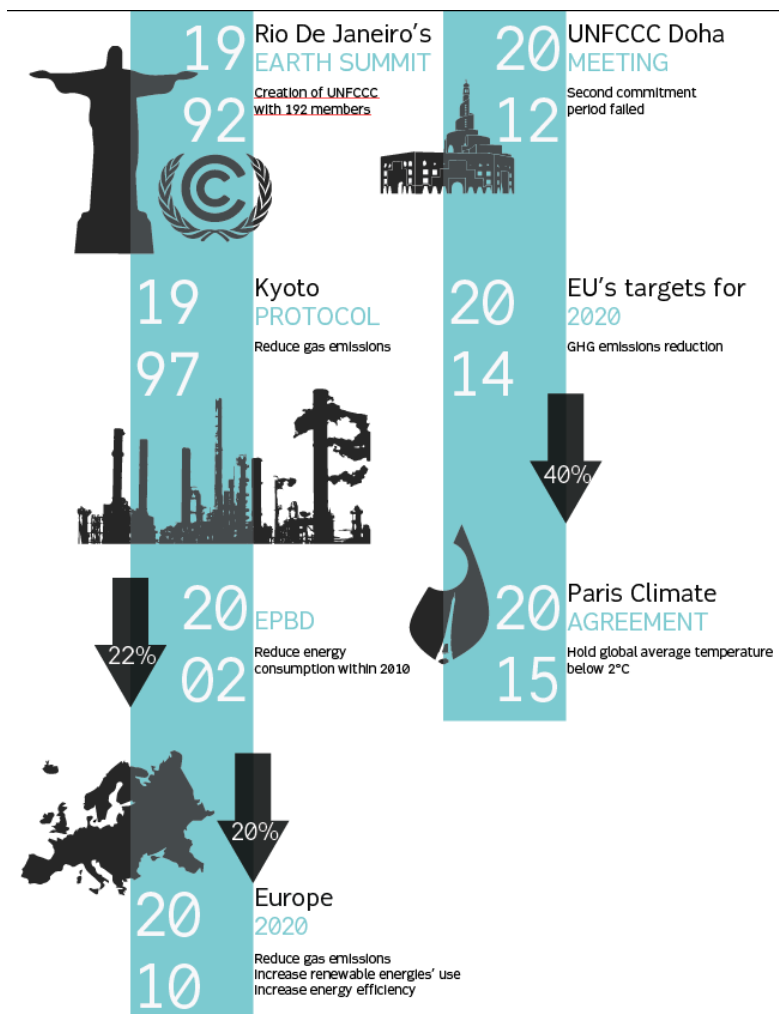 19
92
Rio De Janeiro's
EARTH SUMMIT
Creation of UNFCCC
with 192 members
19
97
Kyoto
PROTOCOL
Reduce gas emissions
22%
20
02
EPBD
Reduce energy
consumption within 2010
20%
20
10
Europe
2020
Reduce gas emissions
Increase renewable energies' use
Increase energy efficiency
20
12
UNFCCC Doha
MEETING
Second commitment
period failed
20
14
EU's targets for
2020
GHG emissions reduction
40%
20
15
Paris Climate
AGREEMENT
Hold global average temperature
below 2°C